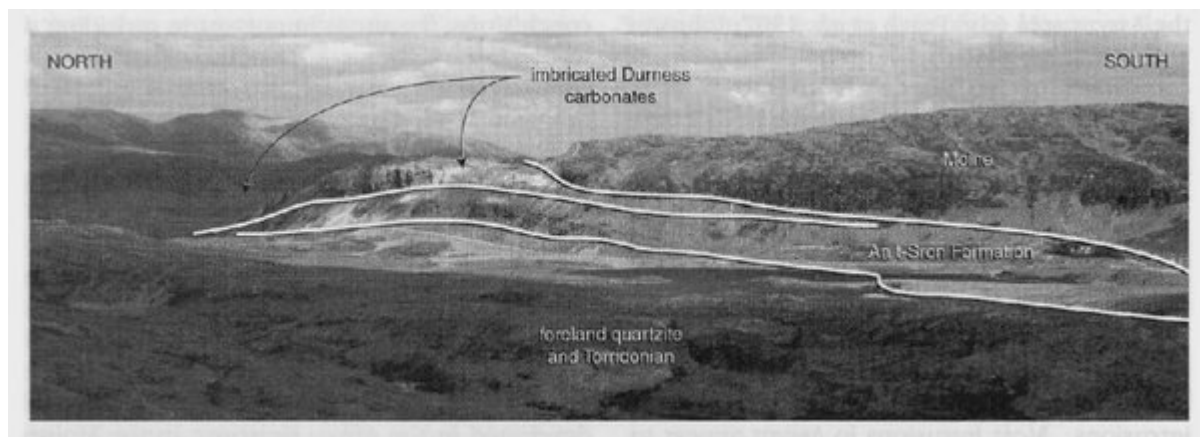 NORTH
SOUTH
imbricated Durness
carbonates
Moine
An t-Sron Formation
foreland quartzite
and Torridonian